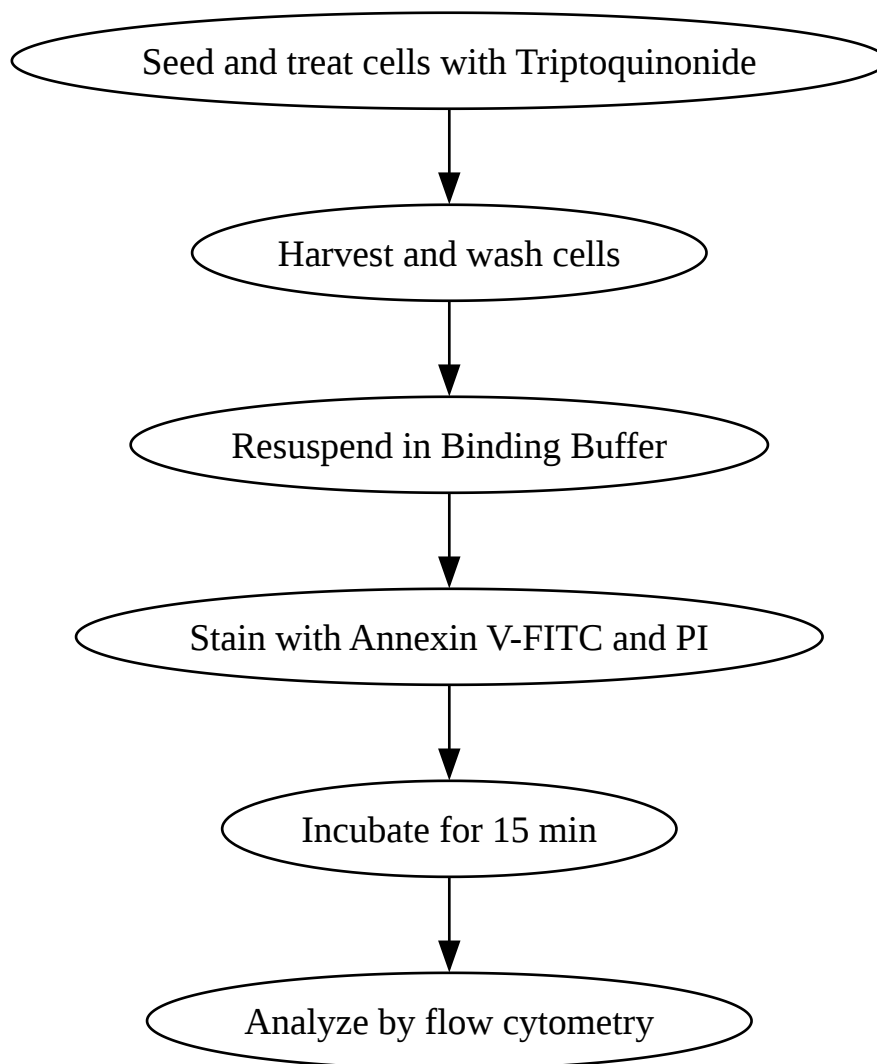 Seed and treat cells with Triptoquinonide
Harvest and wash cells
Resuspend in Binding Buffer
Stain with Annexin V-FITC and PI
Incubate for 15 min
Analyze by flow cytometry